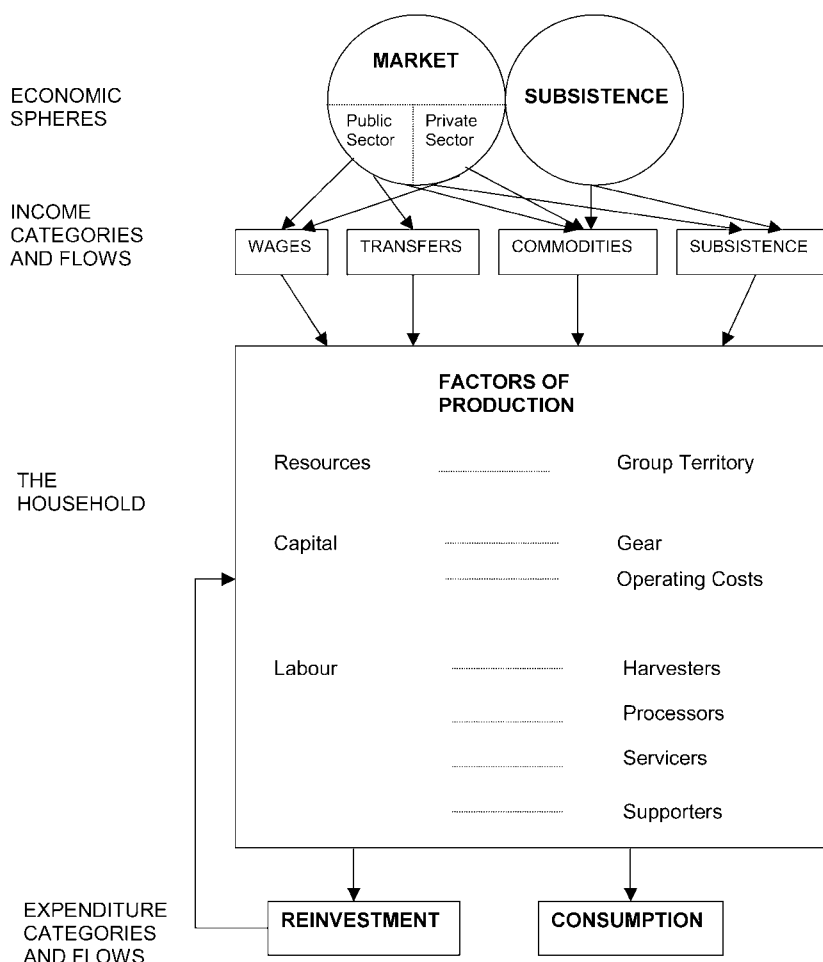 MARKET
SUBSISTENCE
ECONOMIC
SPHERES
Public
Sector
Private
Sector
INCOME
CATEGORIES
AND FLOWS
WAGES
TRANSFERS
COMMODITIES
SUBSISTENCE
FACTORS OF
PRODUCTION
THE
HOUSEHOLD
Resources
Group Territory
Capital
Gear
Operating Costs
Labour
Harvesters
Processors
Servicers
Supporters
EXPENDITURE
CATEGORIES
AND FLOWS
REINVESTMENT
CONSUMPTION